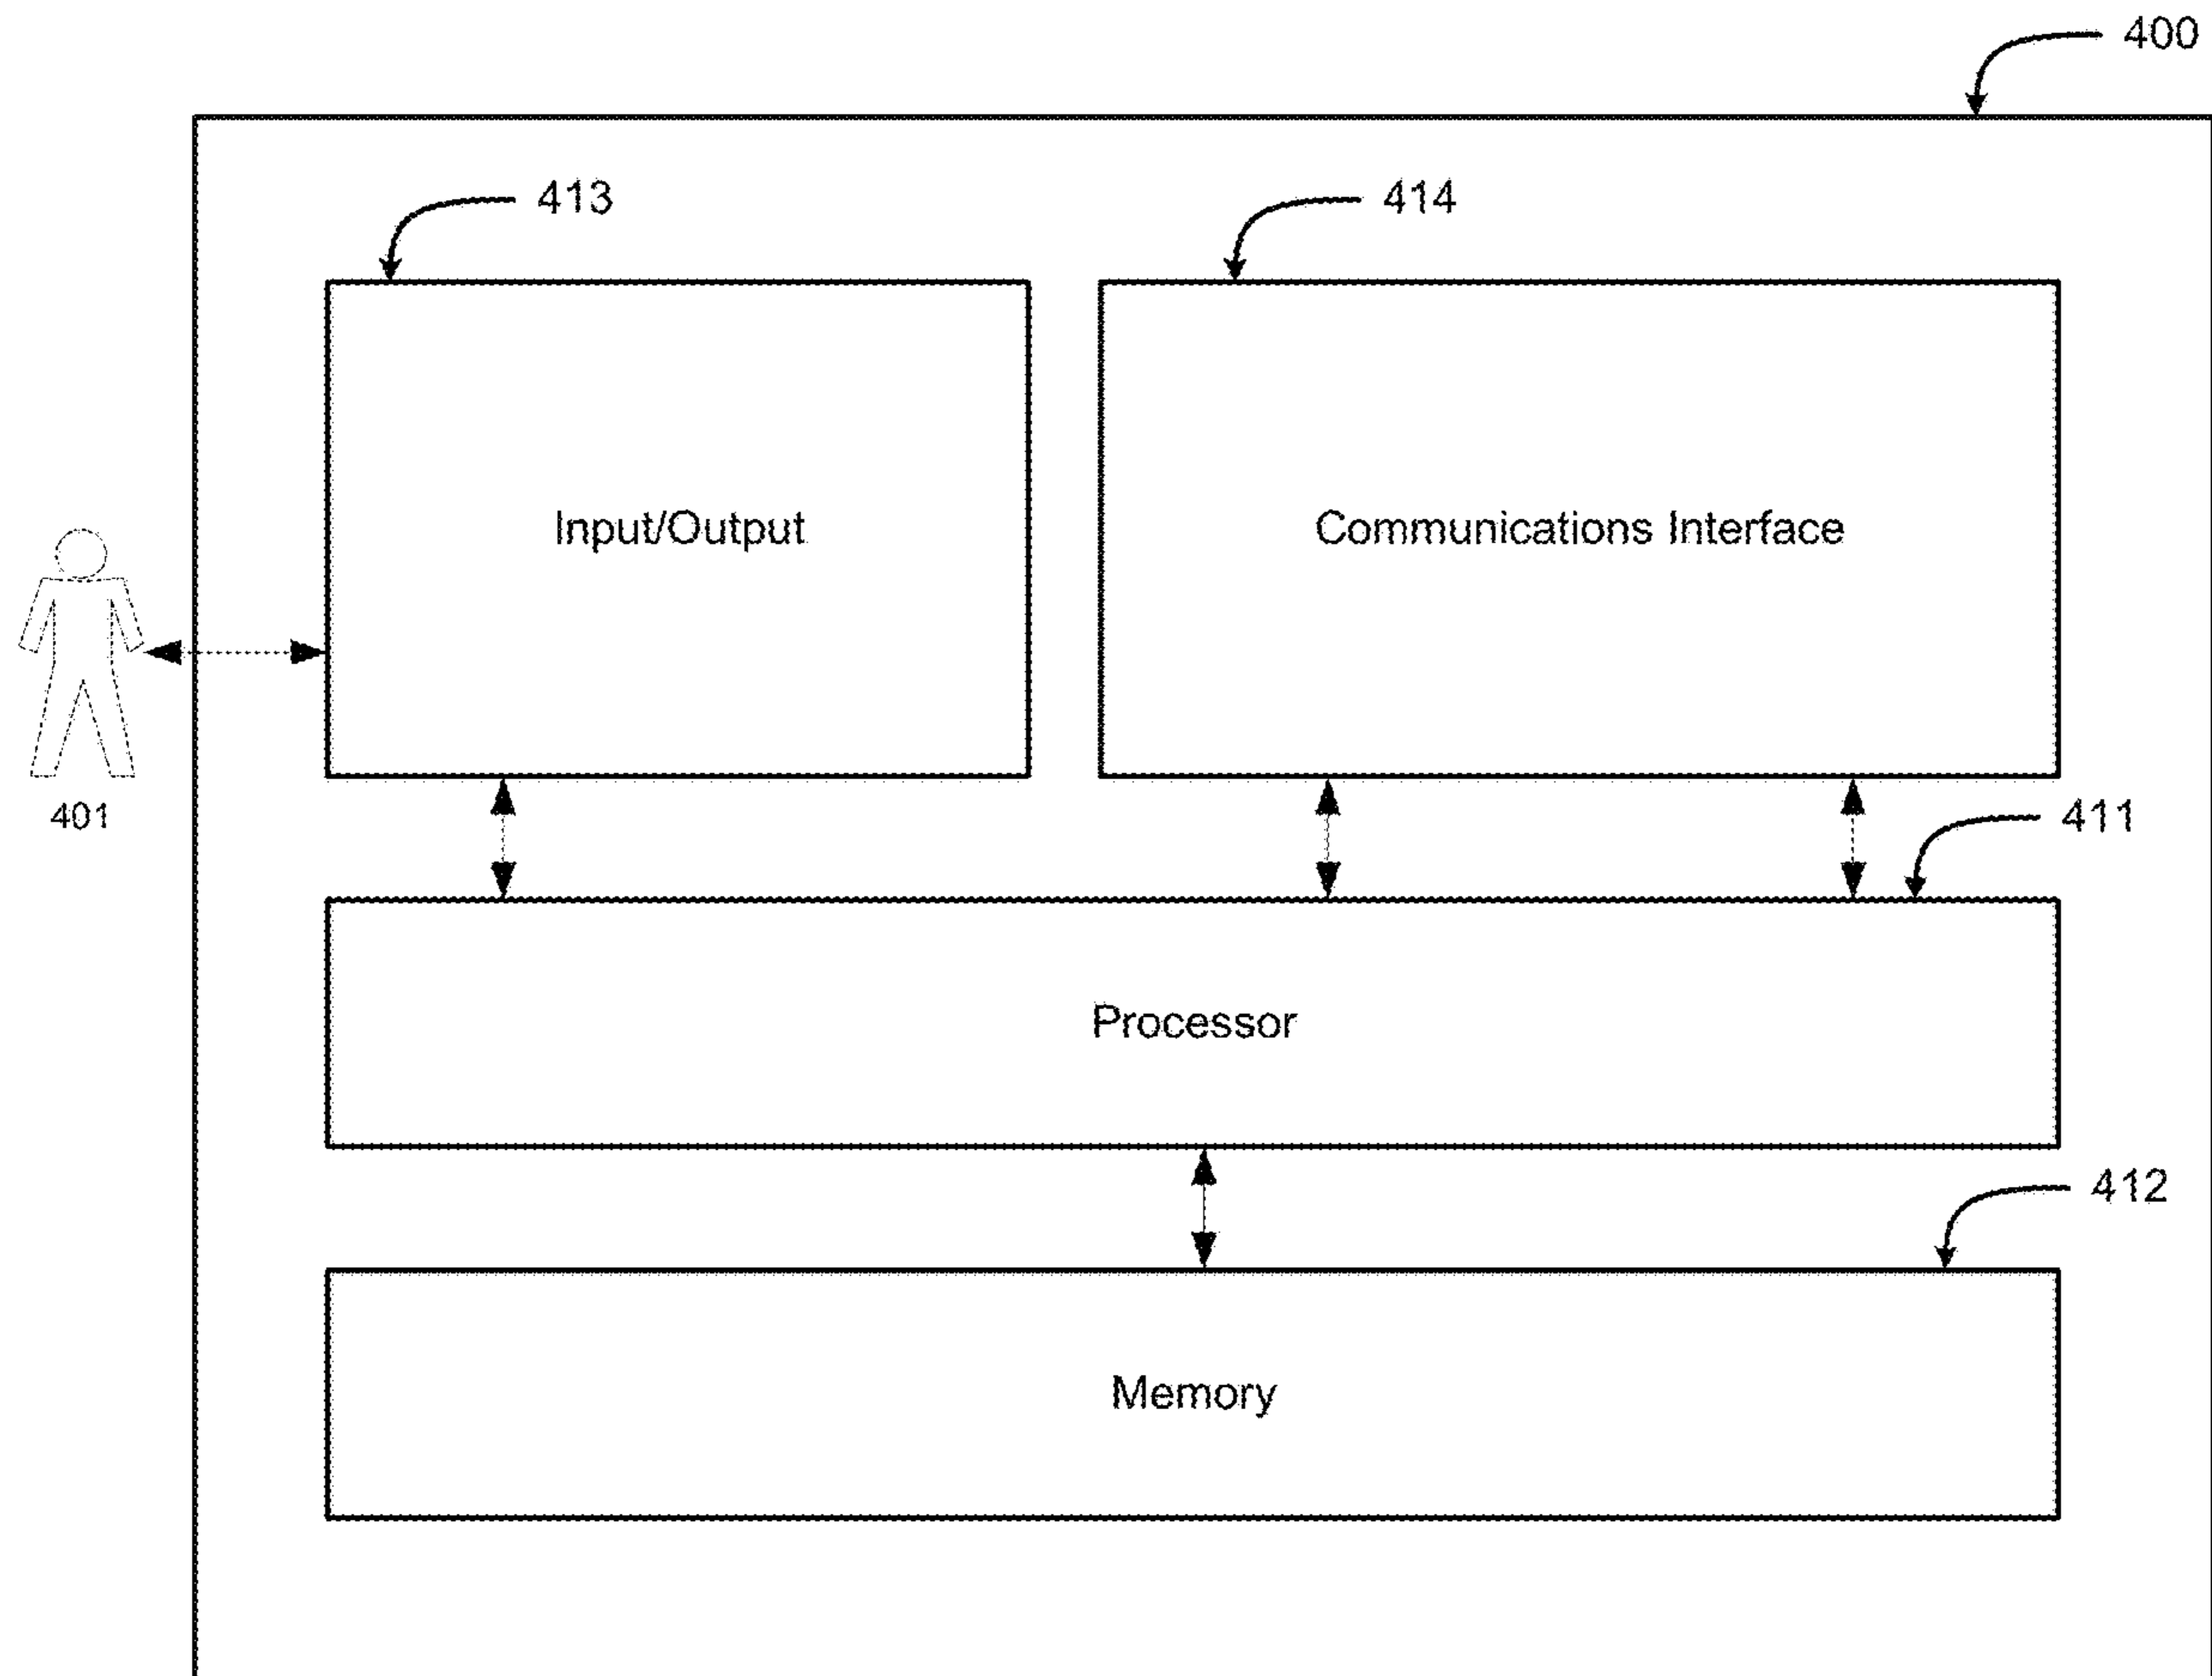 400
413
414
Input/Output
Communications Interface
401
411
Processor
412
Memory